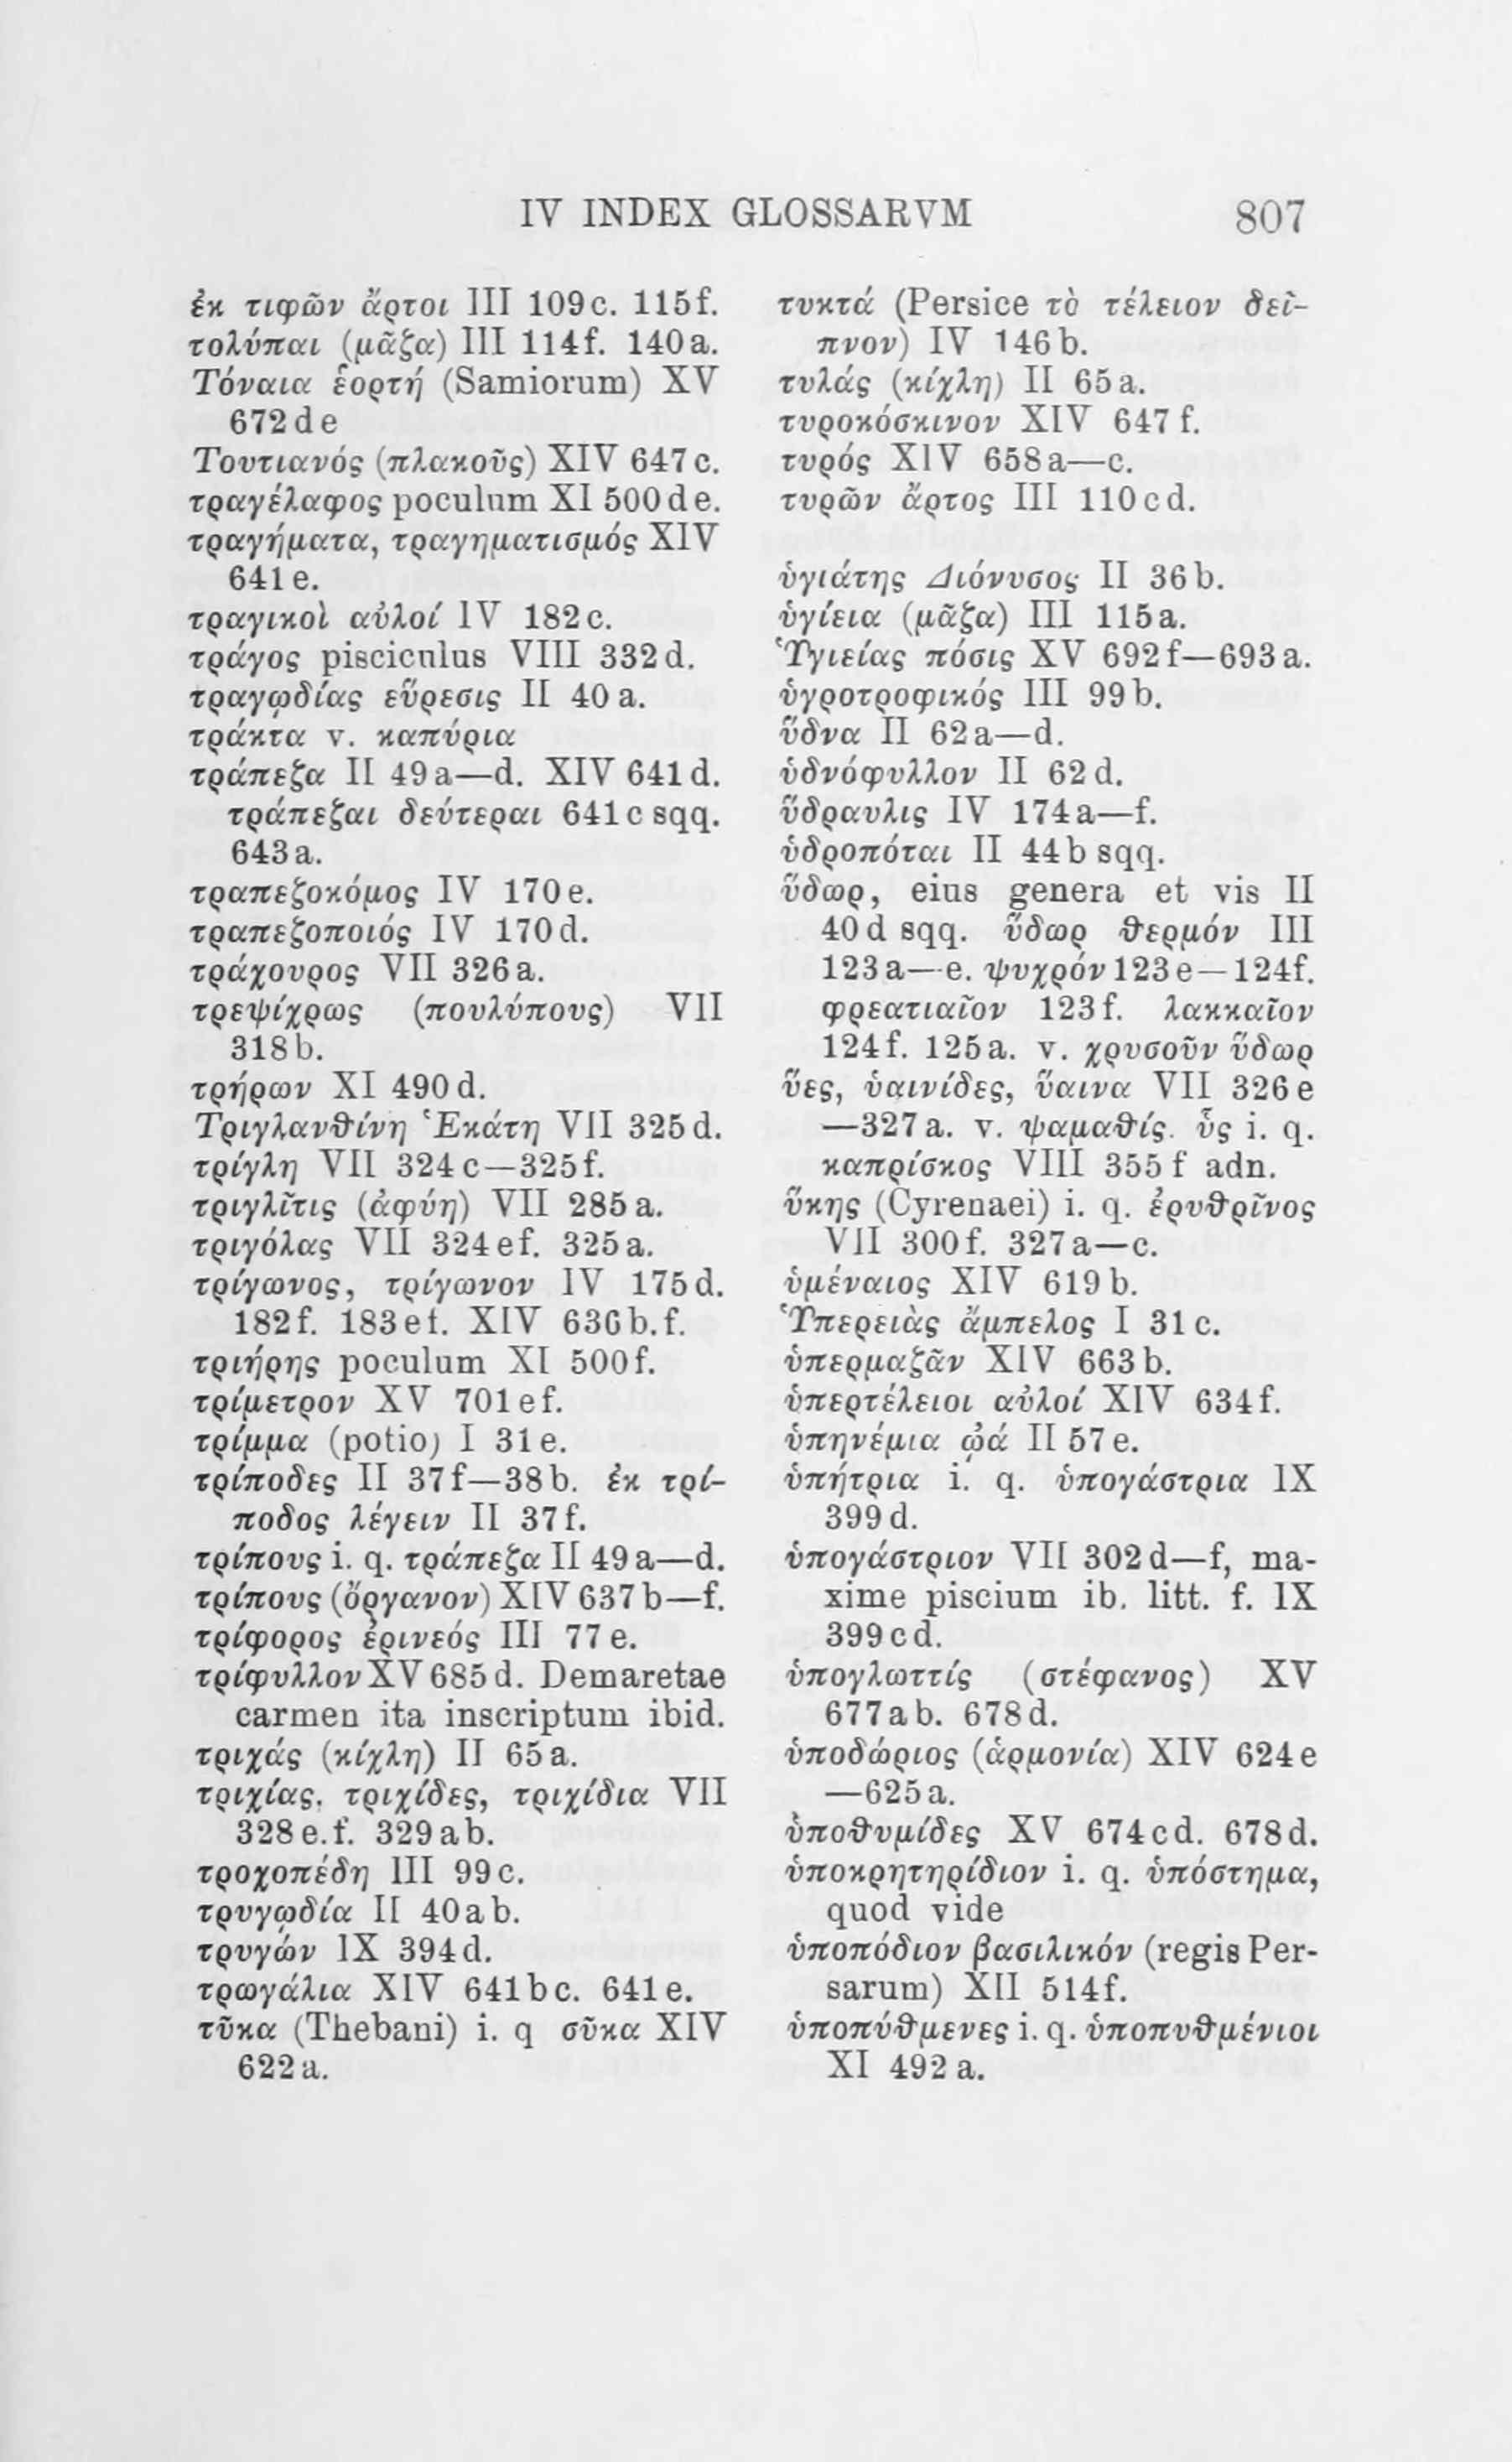 IV INDEX GLOSSARVM 807
ἐκ τιφῶν ἄρτοι III 109c. 115f.
τολύπαι (μᾶζα) III 114f. 140a.
Τόναια ἑορτή (Samiorum) XV
672de
Τουτιανός (πλακοῦς) XIV 647c.
τραγέλαφος poculum XI 500de.
τραγήματα, τραγηματισμός XIV
641e.
τραγικοὶ αὐλοί IV 182c.
τράγος pisciculus VIII 332d.
τραγῳδίας εὕρεσις II 40a.
τράκτα v. καπύρια
τράπεζα II 49a—d. XIV 641d.
τράπεζαι δεύτεραι 641c sqq.
643a.
τραπεζοκόμος IV 170e.
τραπεζοποιός IV 170d.
τράχουρος VII 326a.
τρεψίχρως (πουλύπους) VII
318b.
τρήρων XI 490d.
Τριγλανθίνη Ἑκάτη VII 325d.
τρίγλη VII 324c—325f.
τριγλῖτις (ἀφύη) VII 285a.
τριγόλας VII 324ef. 325a.
τρίγωνος, τρίγωνον IV 175d.
182f. 183ef. XIV 636b.f.
τριήρης poculum XI 500f.
τρίμετρον XV 701ef.
τρίμμα (potio) I 31e.
τρίποδες II 37f—38b. ἐκ τρί-
ποδος λέγειν II 37f.
τρίπους i. q. τράπεζα II 49a—d.
τρίπους (ὄργανον) XIV 637b—f.
τρίφορος ἐρινεός III 77e.
τρίφυλλον XV 685d. Demaretae
carmen ita inscriptum ibid.
τριχάς (κίχλη) II 65a.
τριχίας, τριχίδες, τριχίδια VII
328e.f. 329ab.
τροχοπέδη III 99c.
τρυγῳδία II 40ab.
τρυγών IX 394d.
τρωγάλια XIV 641bc. 641e.
τῦκα (Thebani) i. q σῦκα XIV
622a.
τυκτά (Persice τὸ τέλειον δεῖ-
πνον) IV 146b.
τυλάς (κίχλη) II 65a.
τυροκόσκινον XIV 647f.
τυρός XIV 658a—c.
τυρῶν ἄρτος III 110cd.
ὑγιάτης Διόνυσος II 36b.
ὑγίεια (μᾶζα) III 115a.
Ὑγιείας πόσις XV 692f—693a.
ὑγροτροφικός III 99b.
ὕδνα II 62a—d.
ὑδνόφυλλον II 62d.
ὕδραυλις IV 174a—f.
ὑδροπόται II 44b sqq.
ὕδωρ, eius genera et vis II
40d sqq. ὕδωρ θερμόν III
123a—e. ψυχρόν 123e—124f.
φρεατιαῖον 123f. λακκαῖον
124f. 125a. v. χρυσοῦν ὕδωρ
ὕες, ὑαινίδες, ὕαινα VII 326e
—327a. v. ψαμαθίς. ὗς i. q.
καπρίσκος VIII 355f adn.
ὕκης (Cyrenaei) i. q. ἐρυθρῖνος
VII 300f. 327a—c.
ὑμέναιος XIV 619b.
Ὑπερειὰς ἄμπελος I 31c.
ὑπερμαζᾶν XIV 663b.
ὑπερτέλειοι αὐλοί XIV 634f.
ὑπηνέμια ᾠά II 57e.
ὑπήτρια i. q. ὑπογάστρια IX
399d.
ὑπογάστριον VII 302d—f, ma-
xime piscium ib. litt. f. IX
399cd.
ὑπογλωττίς (στέφανος) XV
677ab. 678d.
ὑποδώριος (ἁρμονία) XIV 624e
—625a.
ὑποθυμίδες XV 674cd. 678d.
ὑποκρητηρίδιον i. q. ὑπόστημα,
quod vide
ὑποπόδιον βασιλικόν (regis Per-
sarum) XII 514f.
ὑποπύθμενες i. q. ὑποπυθμένιοι
XI 492a.